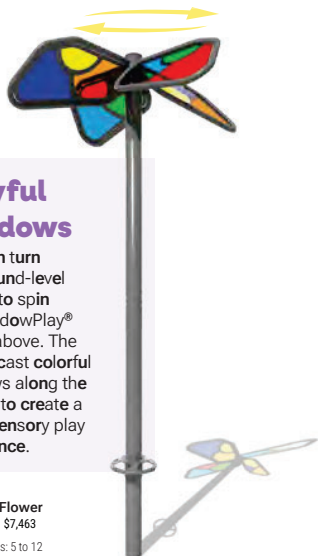 yful
dows
n turn
und-level
to spin
dowPlay®
above. The
cast colorful
ws along the
to create a
ensory play
nce.
Flower
$7,463
s: 5 to 12